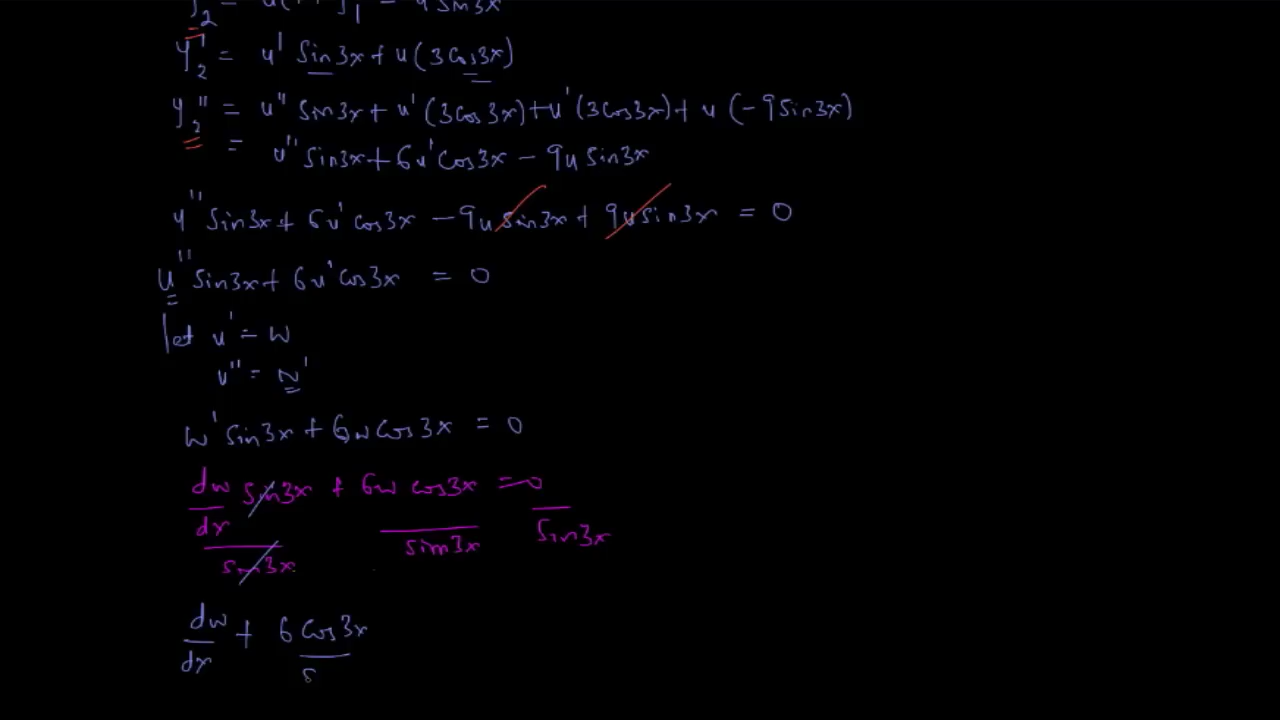 y₂' = u' Sin3x + u (3Cos3x)
y₂'' = u'' Sin3x + u' (3Cos3x) + u' (3Cos3x) + u (-9Sin3x)
= u'' Sin3x + 6u' Cos3x - 9u Sin3x
u'' Sin3x + 6u' Cos3x - 9u Sin3x + 9u Sin3x = 0
u'' Sin3x + 6u' Cos3x = 0
let u' = w
u'' = w'
w' Sin3x + 6w Cos3x = 0
dw/dx Sin3x / Sin3x + 6w Cos3x / Sin3x = 0 / Sin3x
dw/dx + 6 Cos3x / S